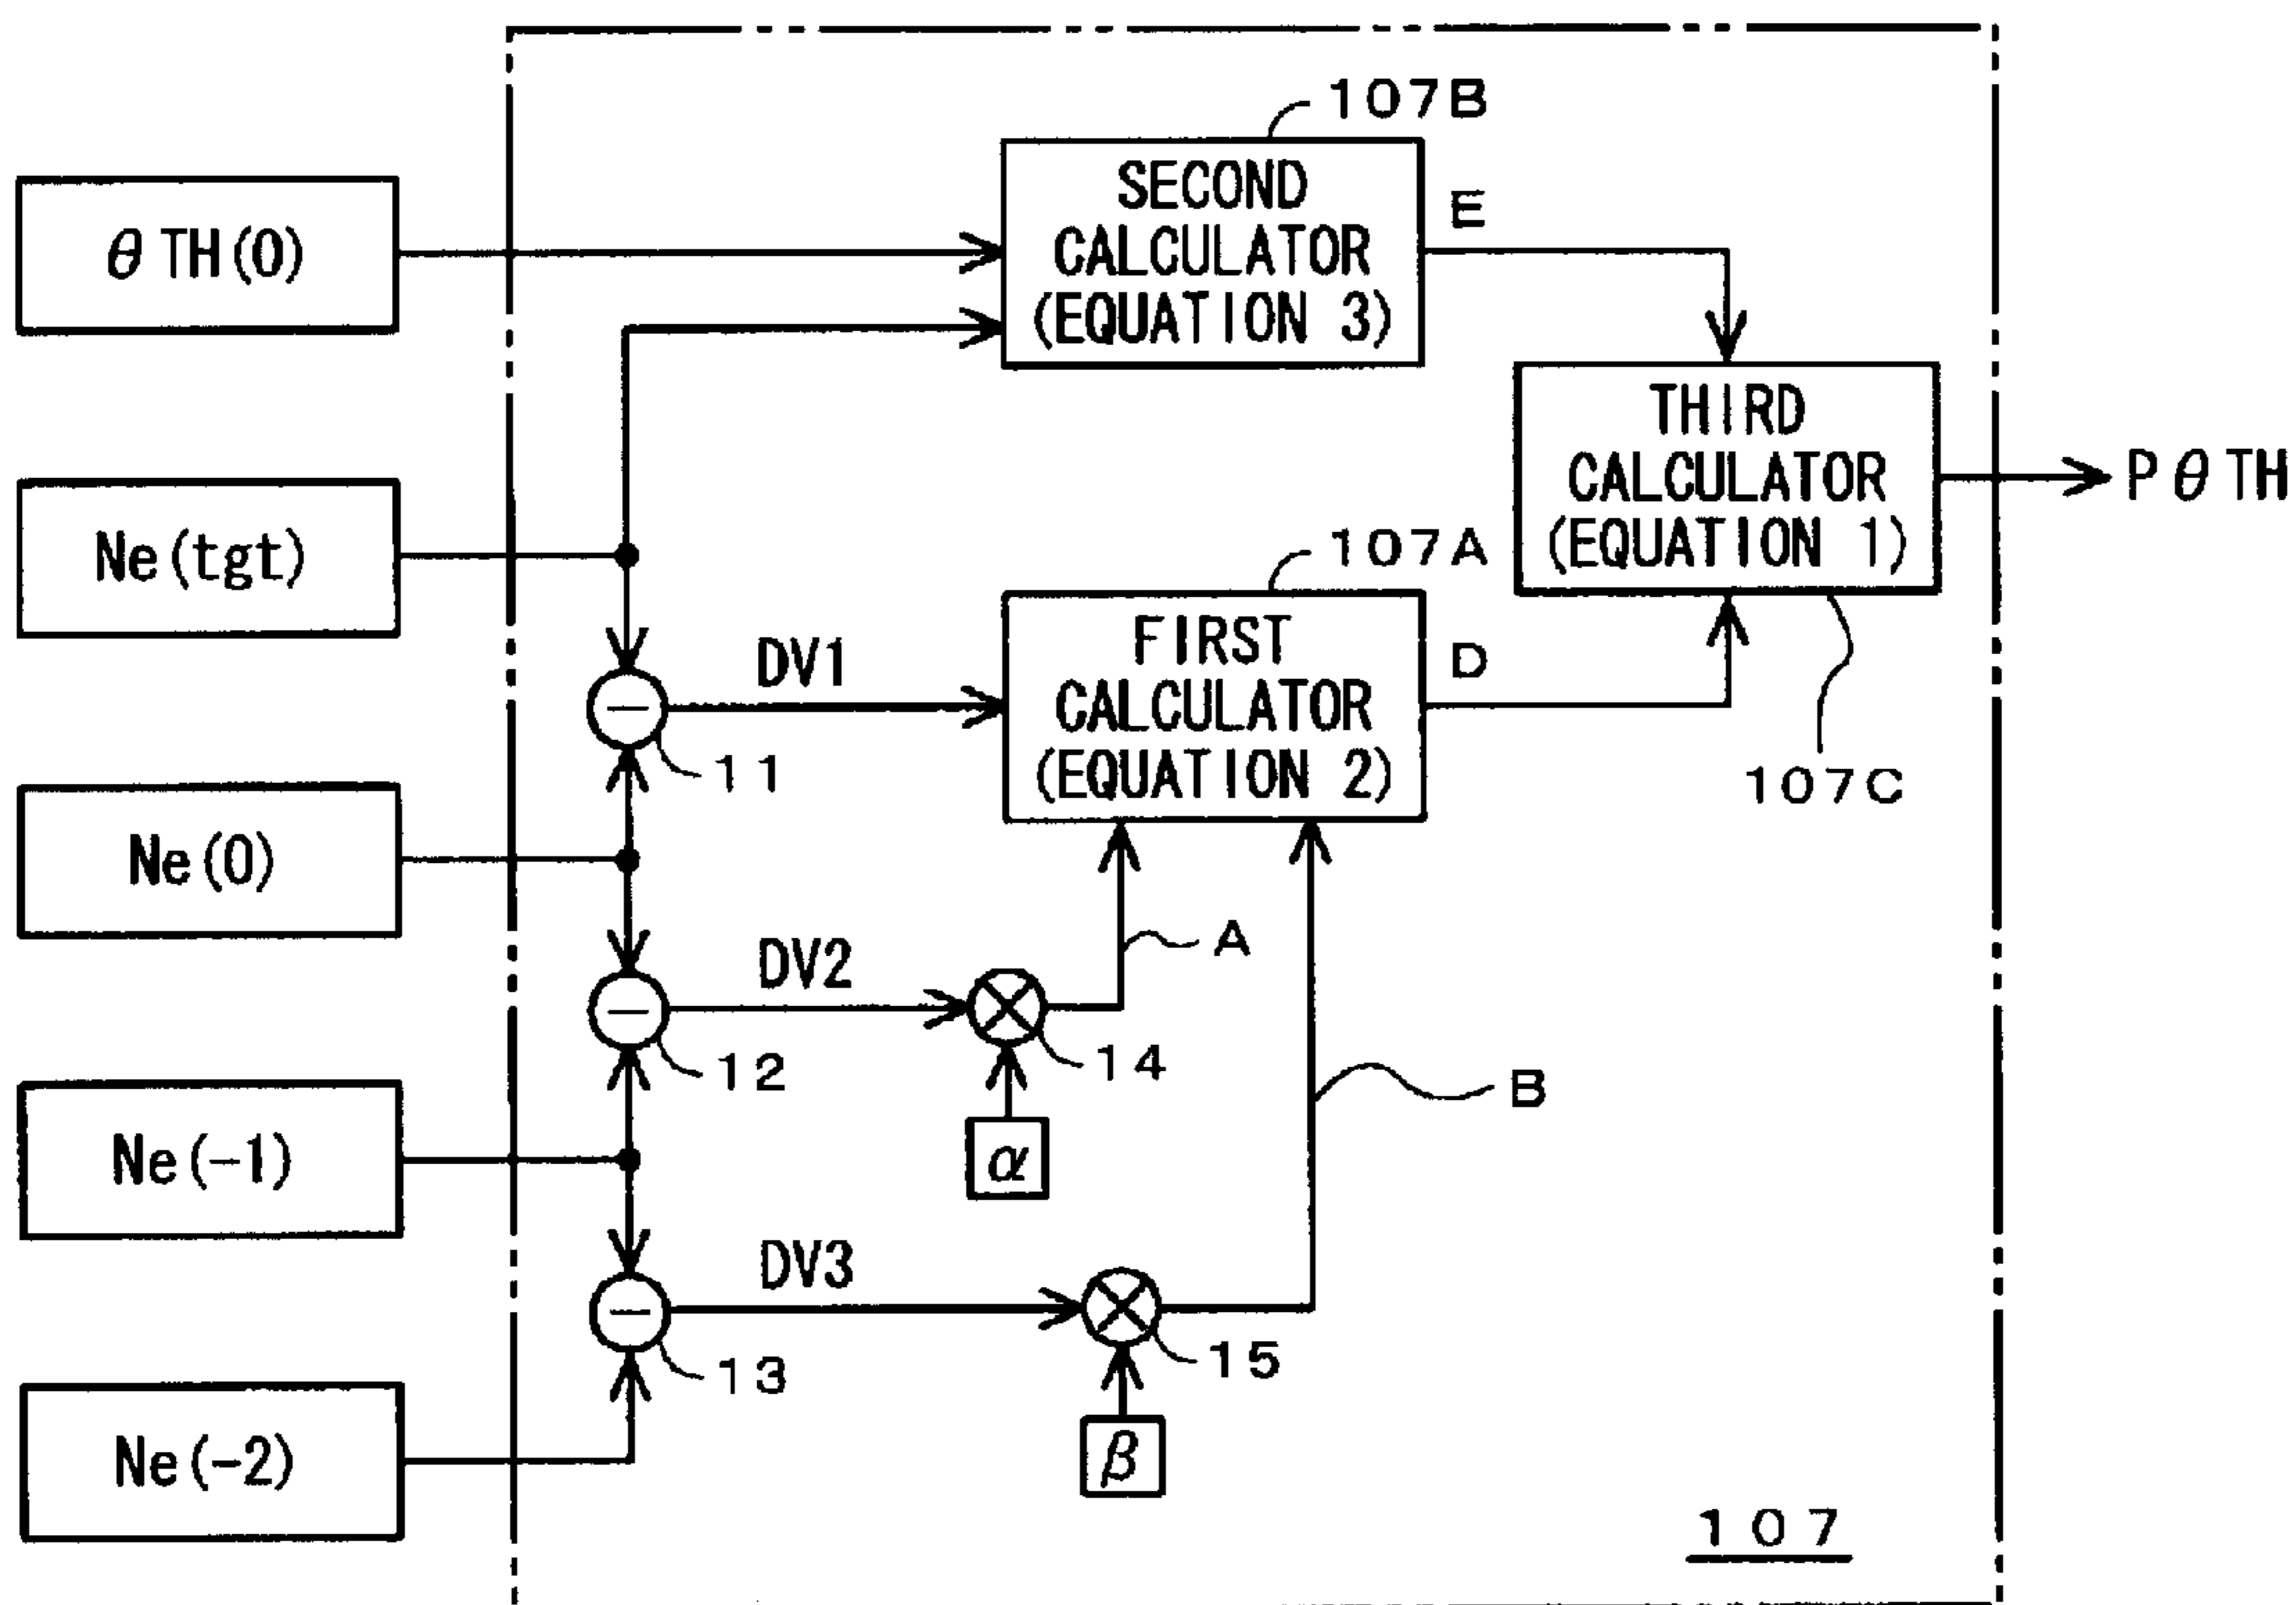 107B
SECOND
CALCULATOR
(EQUATION 3)
E
θ TH(0)
THIRD
CALCULATOR
(EQUATION 1)
P θ TH
Ne(tgt)
107A
FIRST
CALCULATOR
(EQUATION 2)
D
DV1
−
11
107C
Ne(0)
A
DV2
−
12
14
B
Ne(-1)
α
DV3
−
13
15
Ne(-2)
β
107